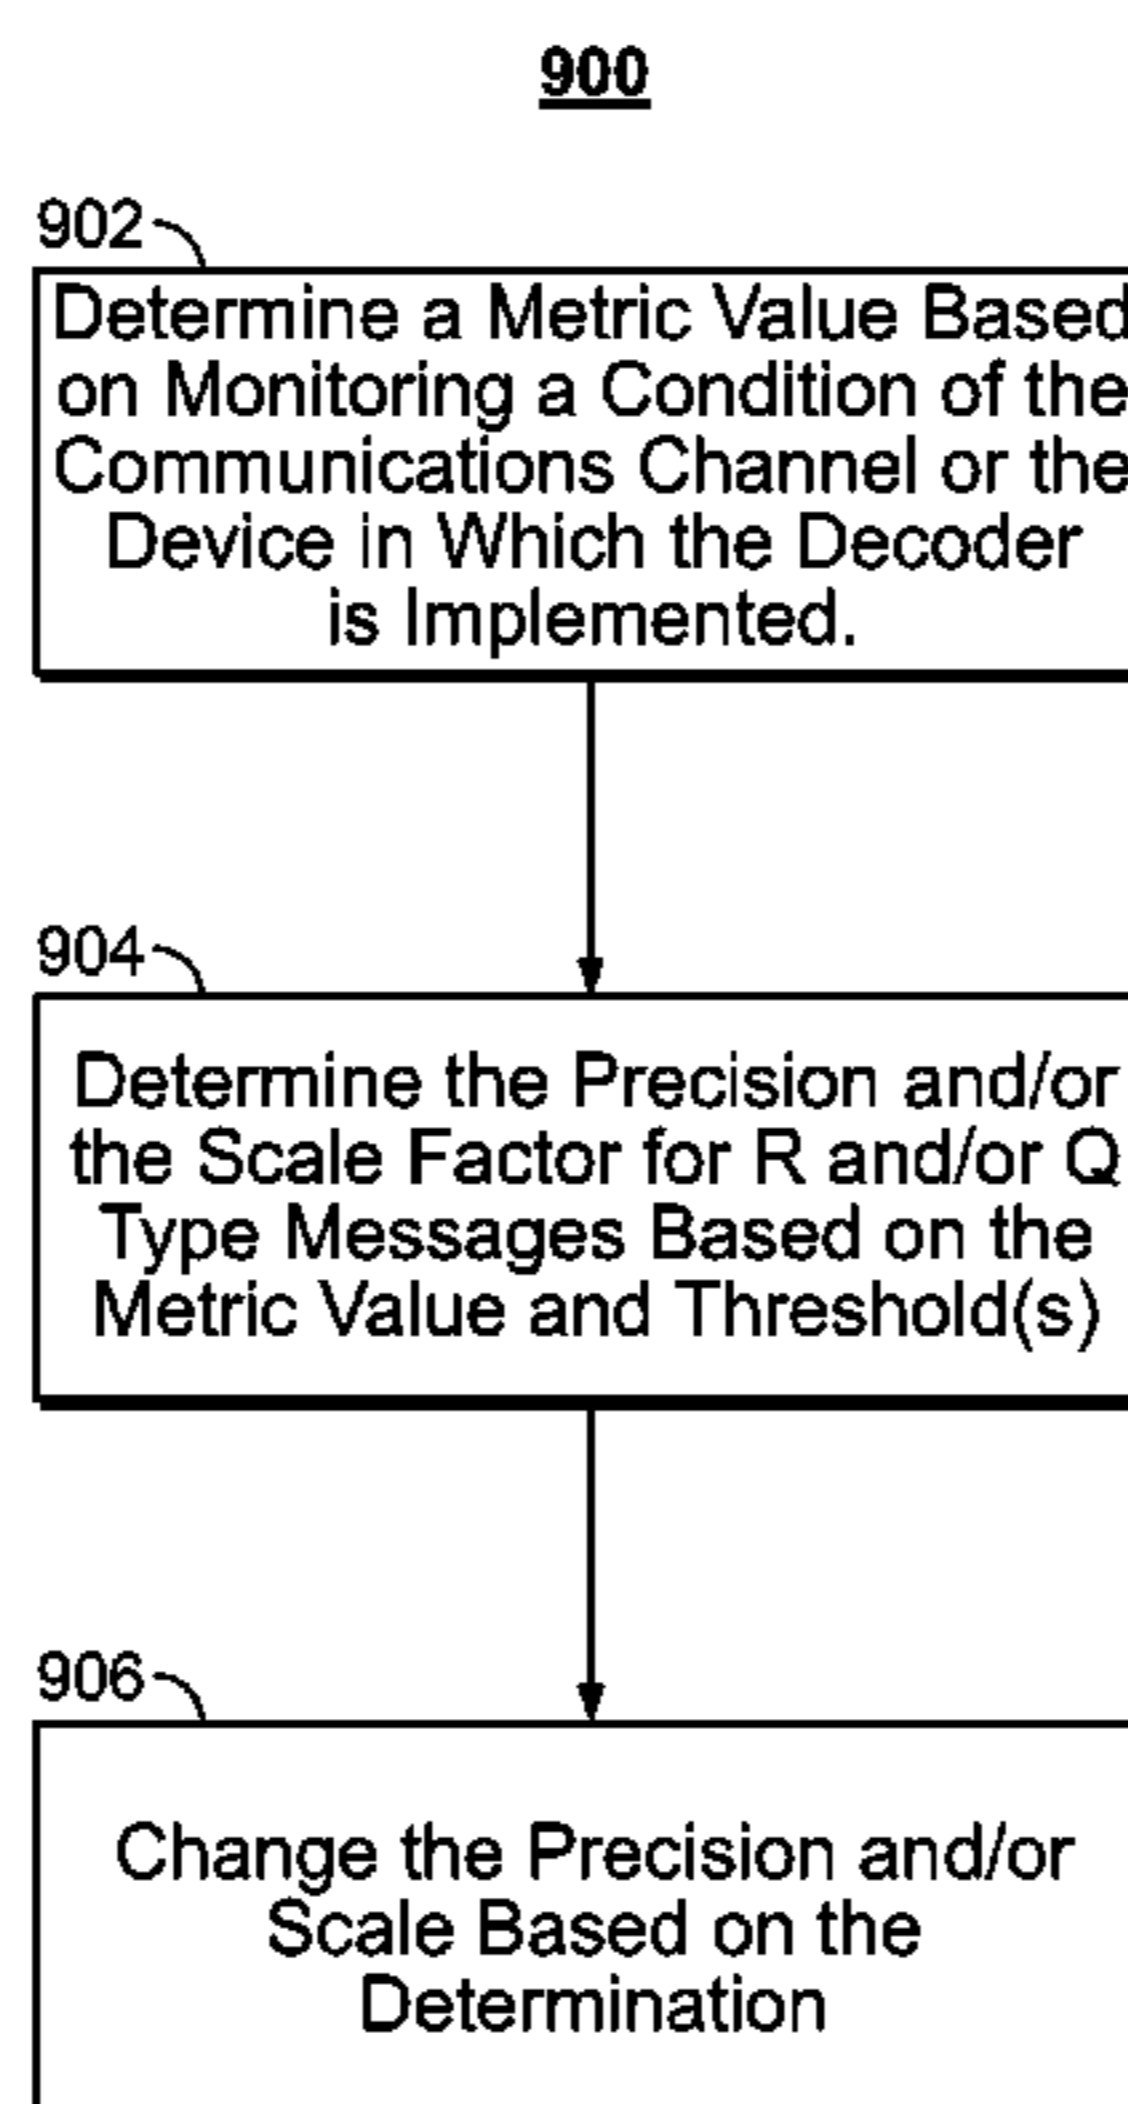 900
902
Determine a Metric Value Based
on Monitoring a Condition of the
Communications Channel or the
Device in Which the Decoder
is Implemented.
904
Determine the Precision and/or
the Scale Factor for R and/or Q
Type Messages Based on the
Metric Value and Threshold(s)
906
Change the Precision and/or
Scale Based on the
Determination